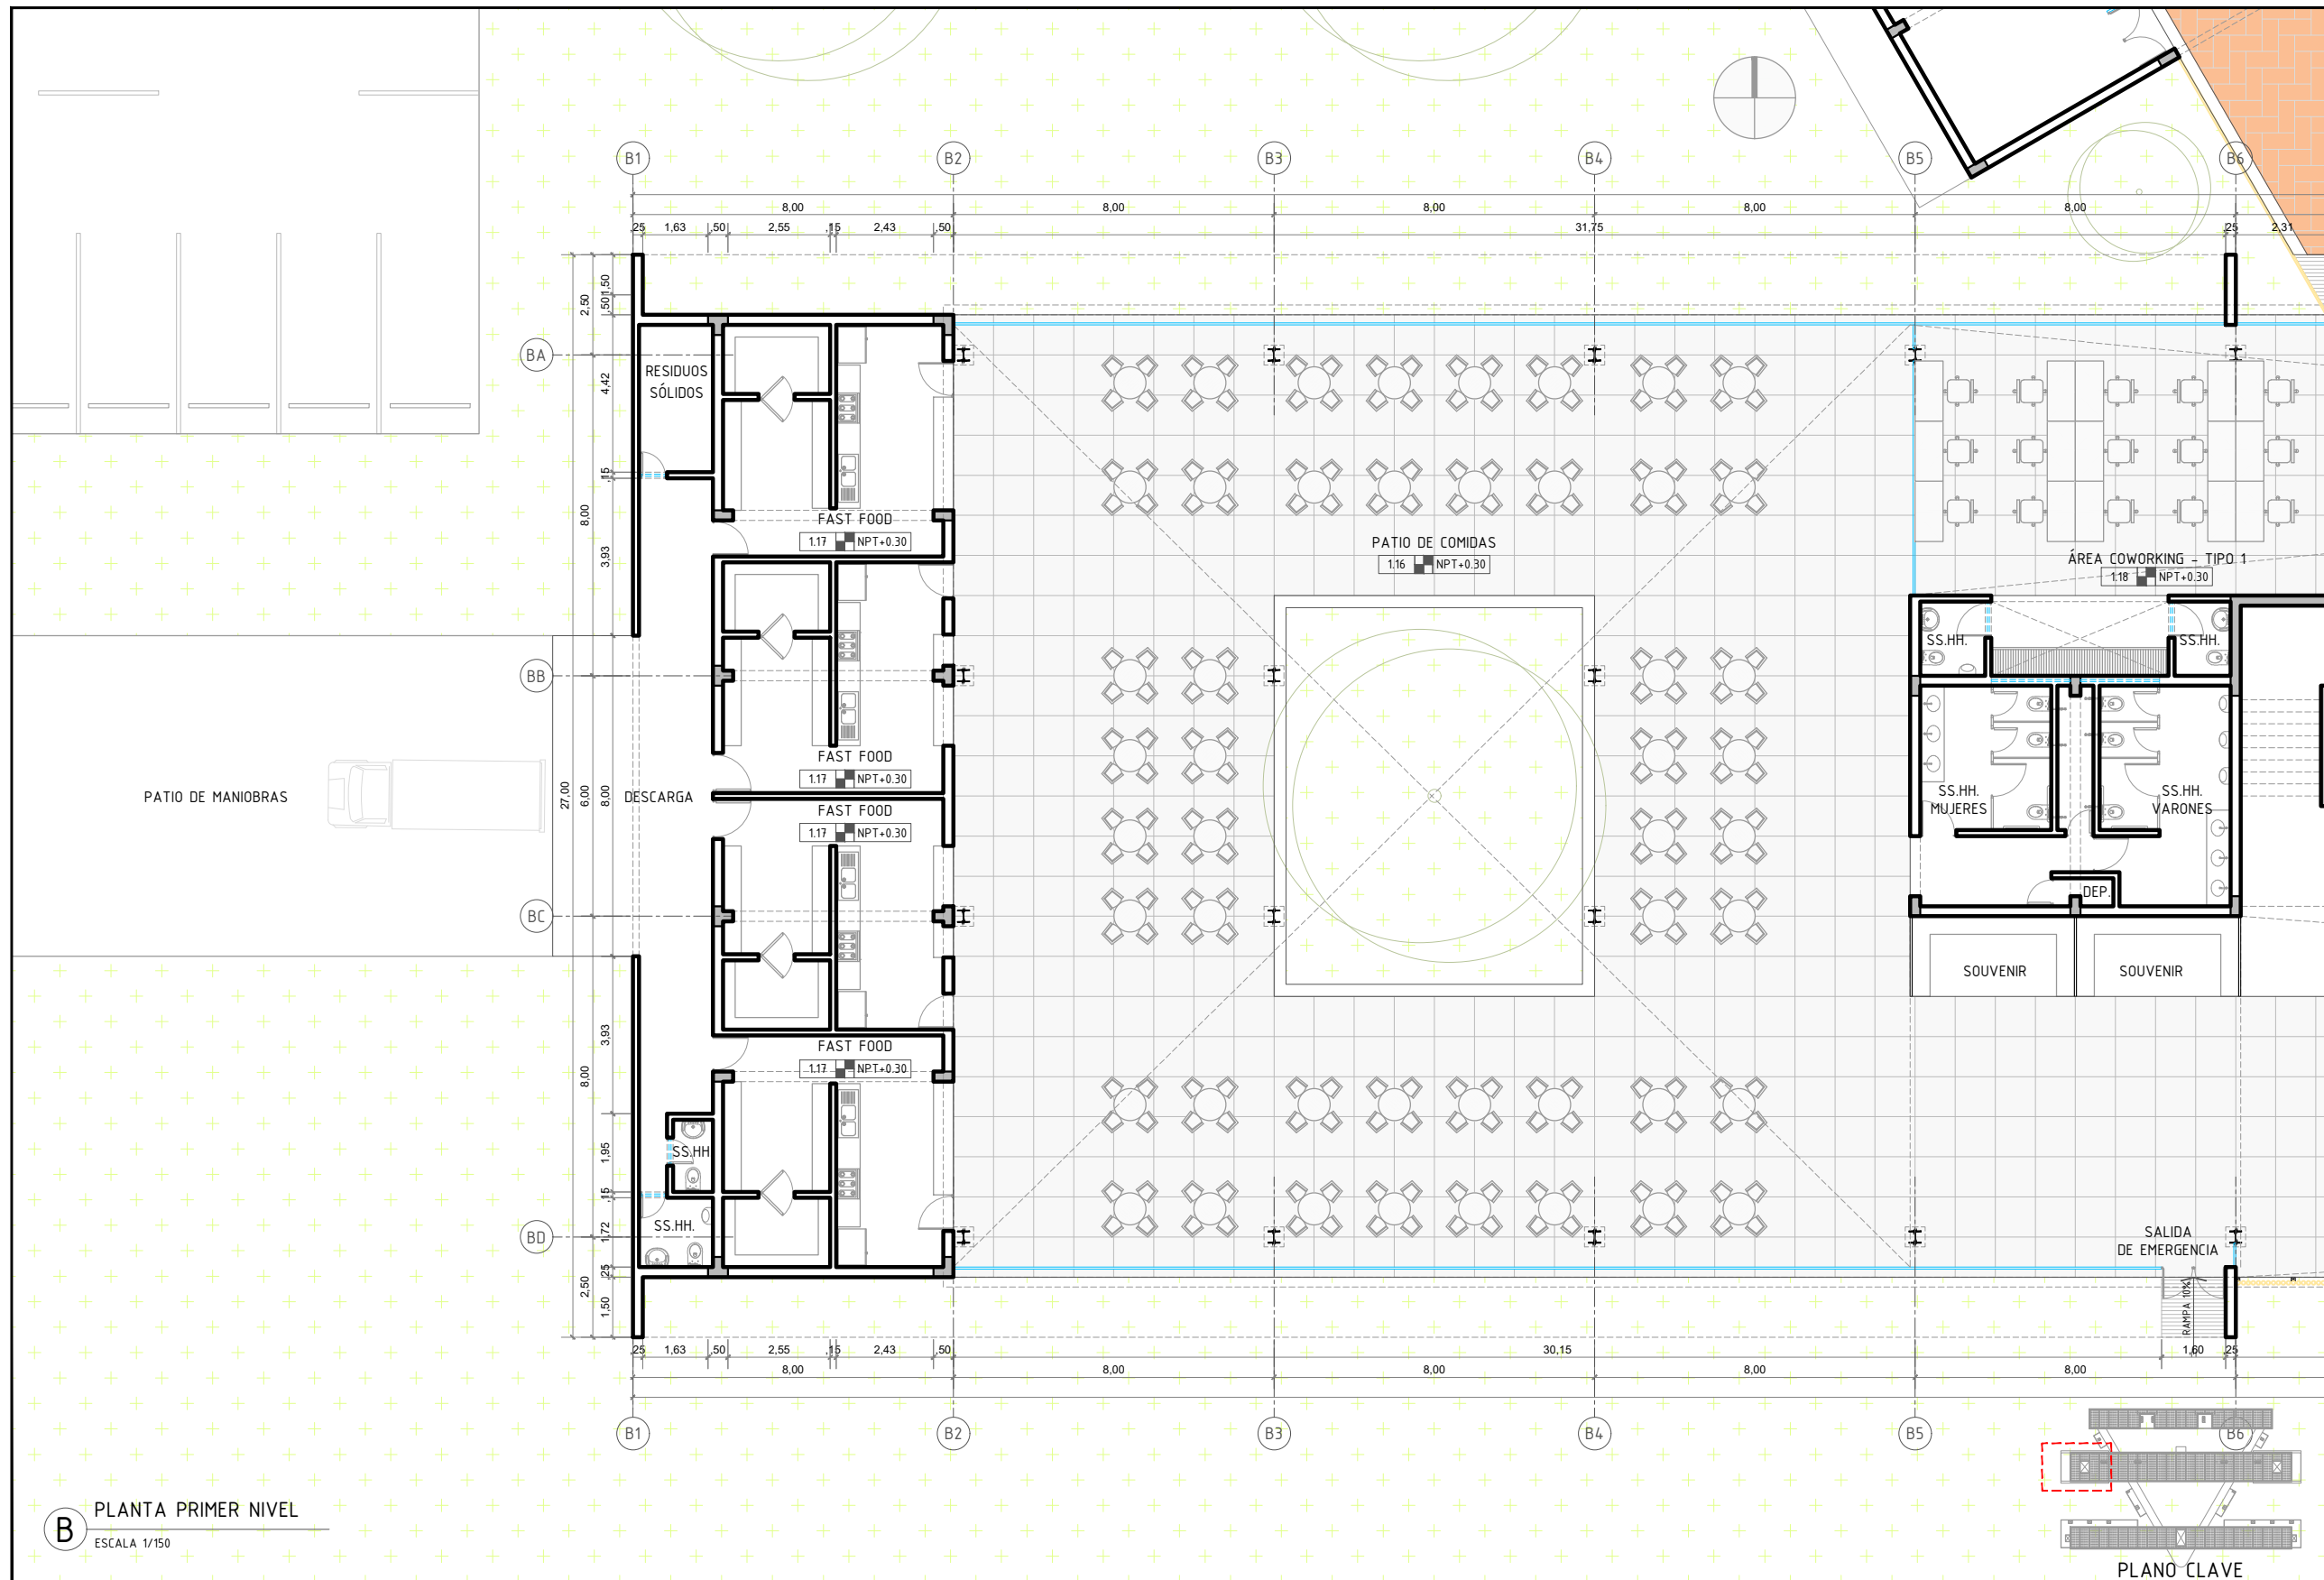 B1
B2
B3
B4
B5
B6
8,00
8,00
8,00
8,00
8,00
25
1,63
,50
2,55
,15
2,43
,50
31,75
25
2,31
2,50
1,50
,50
BA
4,42
RESIDUOS
SÓLIDOS
,15
8,00
3,93
FAST FOOD
1.17 NPT+0.30
PATIO DE COMIDAS
1.16 NPT+0.30
ÁREA COWORKING - TIPO 1
1.18 NPT+0.30
SS.HH.
SS.HH.
BB
FAST FOOD
1.17 NPT+0.30
PATIO DE MANIOBRAS
27,00
6,00
8,00
DESCARGA
SS.HH.
MUJERES
SS.HH.
VARONES
FAST FOOD
1.17 NPT+0.30
DEP.
BC
SOUVENIR
SOUVENIR
3,93
8,00
FAST FOOD
1.17 NPT+0.30
1,95
SS.HH.
,15
SS.HH.
1,72
BD
25
2,50
1,50
SALIDA
DE EMERGENCIA
RAMPA 10%
25
1,63
,50
2,55
,15
2,43
,50
30,15
1,60
25
8,00
8,00
8,00
8,00
8,00
B1
B2
B3
B4
B5
B6
B
PLANTA PRIMER NIVEL
ESCALA 1/150
PLANO CLAVE